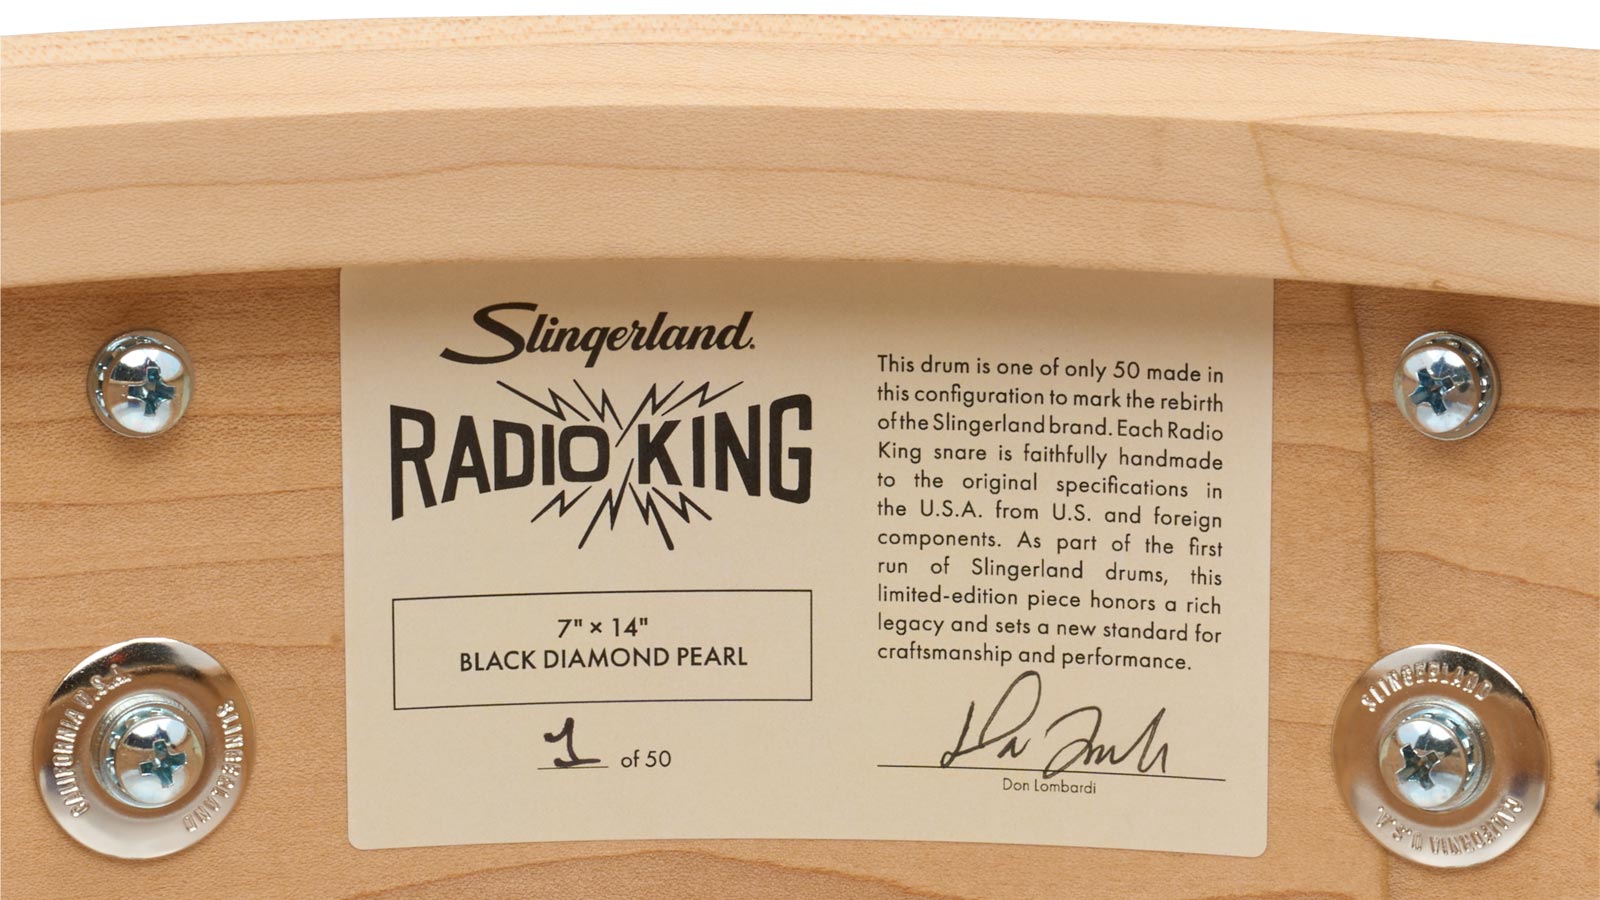 Slingerland.
RADIO KING
7" × 14"
BLACK DIAMOND PEARL
1 of 50
This drum is one of only 50 made in
this configuration to mark the rebirth
of the Slingerland brand. Each Radio
King snare is faithfully handmade
to the original specifications in
the U.S.A. from U.S. and foreign
components. As part of the first
run of Slingerland drums, this
limited-edition piece honors a rich
legacy and sets a new standard for
craftsmanship and performance.
Don Lombardi
SLINGERLAND
CALIFORNIA U.S.A.
SLINGERLAND
CALIFORNIA U.S.A.